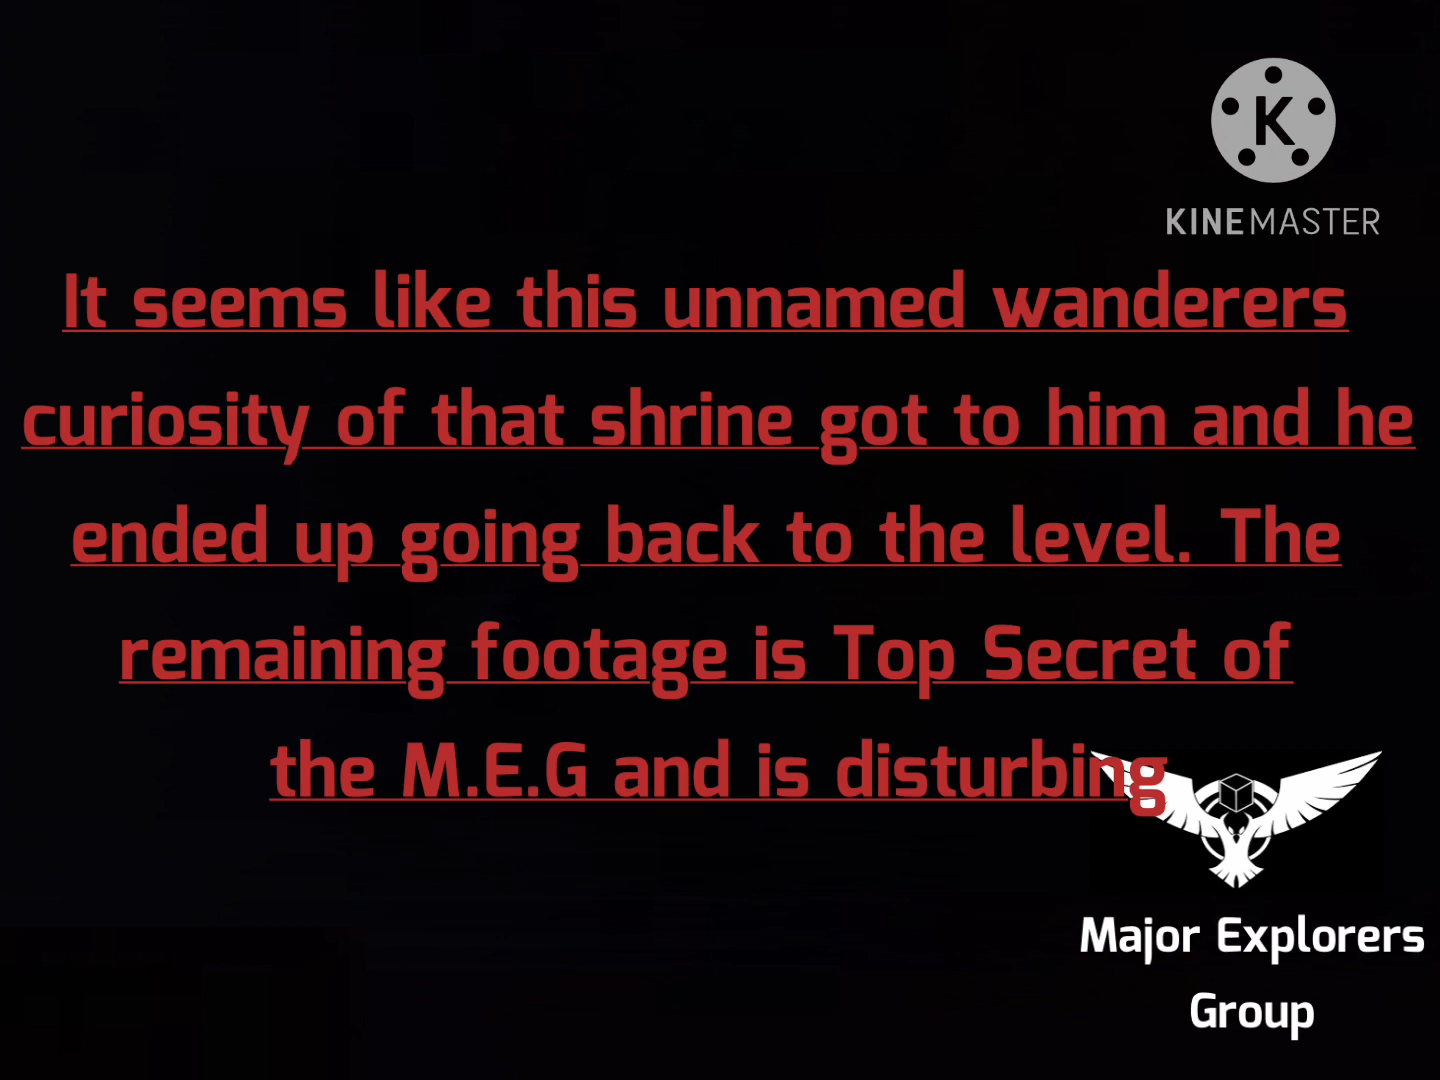 K
KINEMASTER
It seems like this unnamed wanderers
curiosity of that shrine got to him and he
ended up going back to the level. The
remaining footage is Top Secret of
the M.E.G and is disturbing
Major Explorers
Group